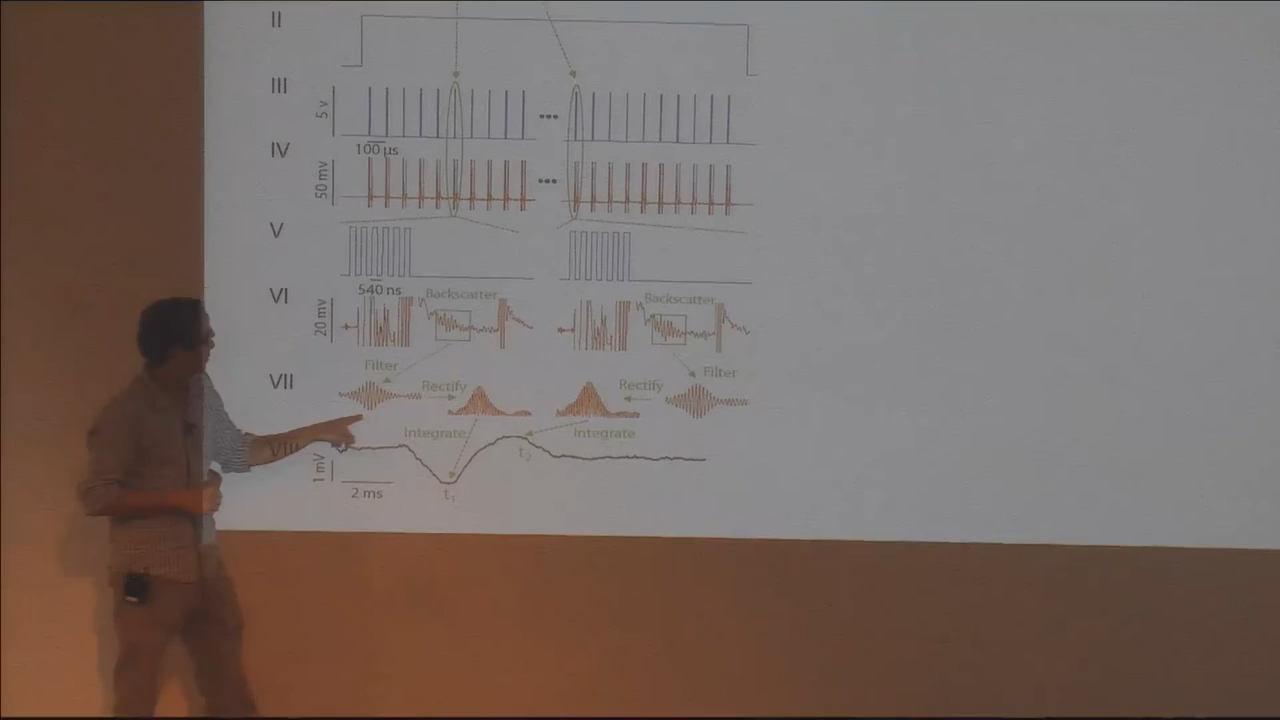 II
III
5 v
100 µs
IV
50 mv
V
540 ns
VI
20 mv
Backscatter
Backscatter
Filter
Filter
VII
Rectify
Rectify
Integrate
Integrate
VIII
1 mV
t₂
2 ms
t₁